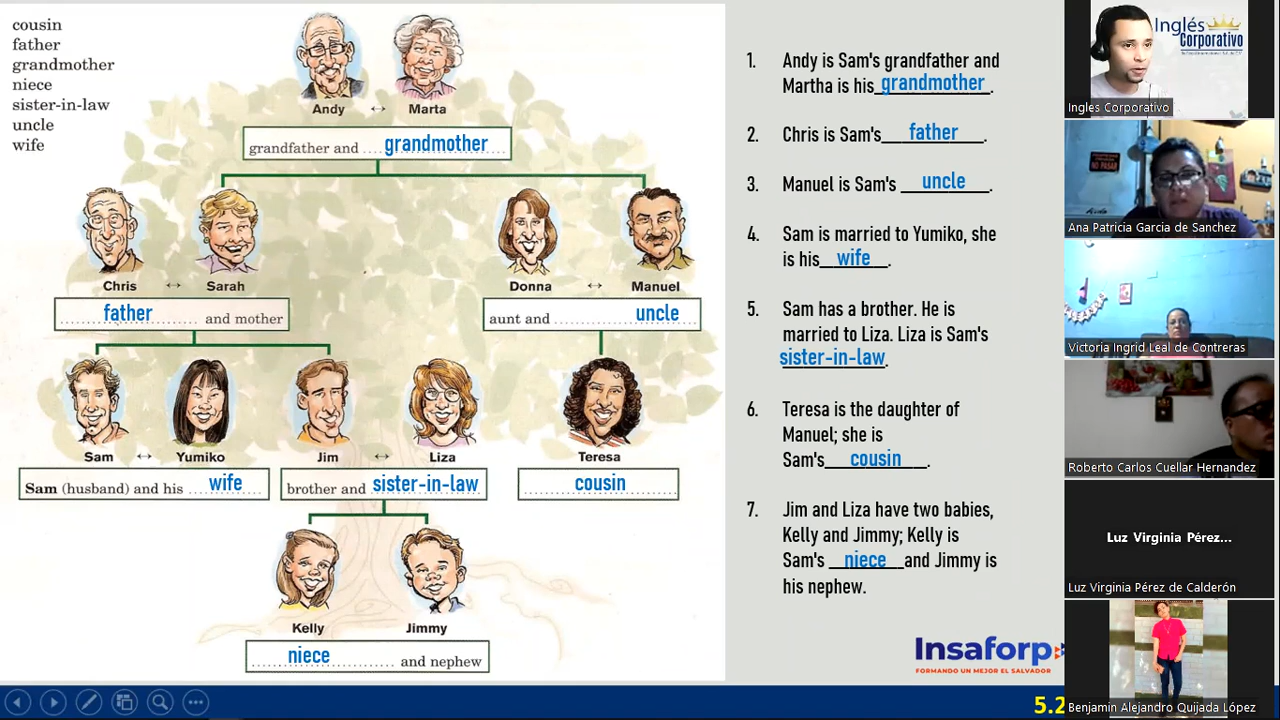 cousin
father
grandmother
niece
sister-in-law
uncle
wife
Andy ↔ Marta
grandfather and grandmother
Chris ↔ Sarah
father and mother
Donna ↔ Manuel
aunt and uncle
Sam ↔ Yumiko
Sam (husband) and his wife
Jim ↔ Liza
brother and sister-in-law
Teresa
cousin
Kelly
Jimmy
niece and nephew
1. Andy is Sam's grandfather and
Martha is his grandmother.
2. Chris is Sam's father.
3. Manuel is Sam's uncle.
4. Sam is married to Yumiko, she
is his wife.
5. Sam has a brother. He is
married to Liza. Liza is Sam's
sister-in-law.
6. Teresa is the daughter of
Manuel; she is
Sam's cousin.
7. Jim and Liza have two babies,
Kelly and Jimmy; Kelly is
Sam's niece and Jimmy is
his nephew.
Insaforp
FORMANDO UN MEJOR EL SALVADOR
5.2
Inglés
Corporativo
Ingles Corporativo
NO PASAR
Ana Patricia Garcia de Sanchez
Victoria Ingrid Leal de Contreras
Roberto Carlos Cuellar Hernandez
Luz Virginia Pérez...
Luz Virginia Pérez de Calderón
Benjamin Alejandro Quijada López